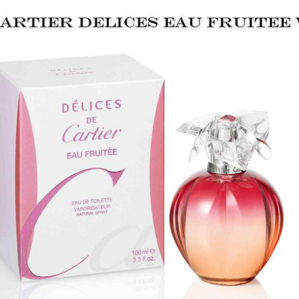 ARTIER DELICES EAU FRUITEE
DÉLICES
DE
Cartier
EAU FRUITÉE
EAU DE TOILETTE
VAPORISATEUR
NATURAL SPRAY
100 ml e
3.3 fl. oz.